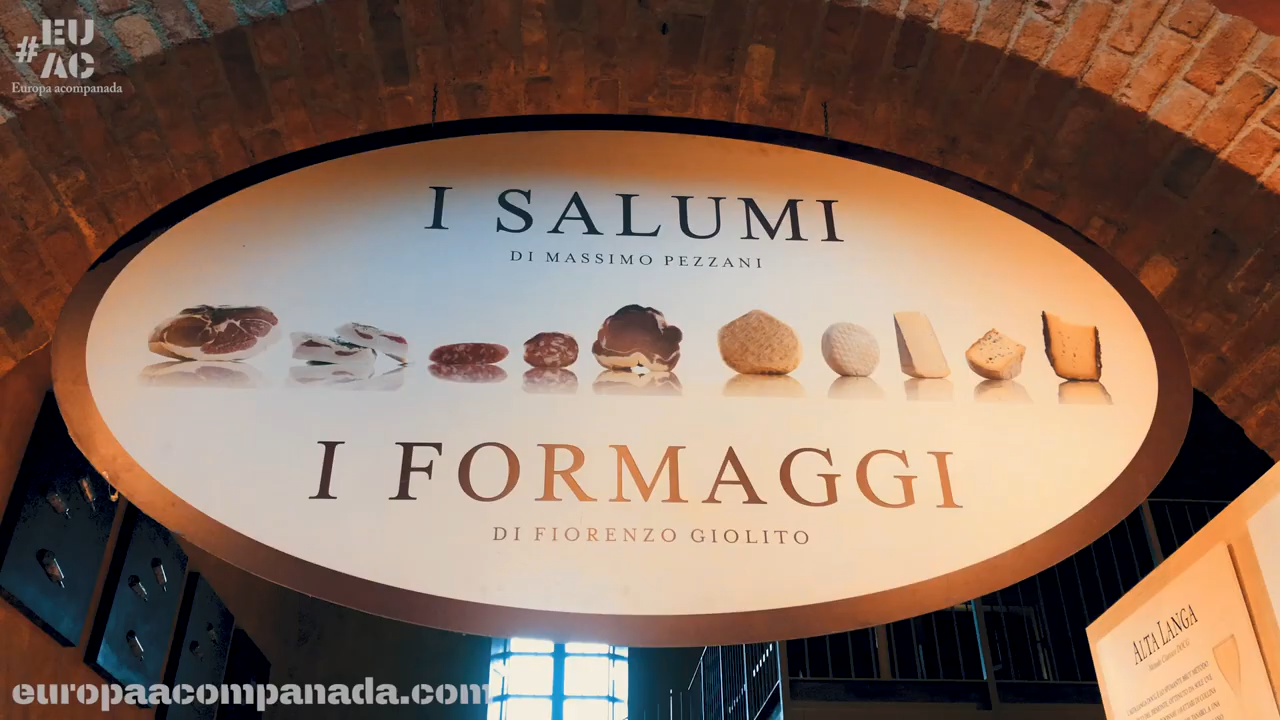 #EU
AC
Europa acompanada
I SALUMI
DI MASSIMO PEZZANI
I FORMAGGI
DI FIORENZO GIOLITO
ALTA LANGA
europaacompanada.com